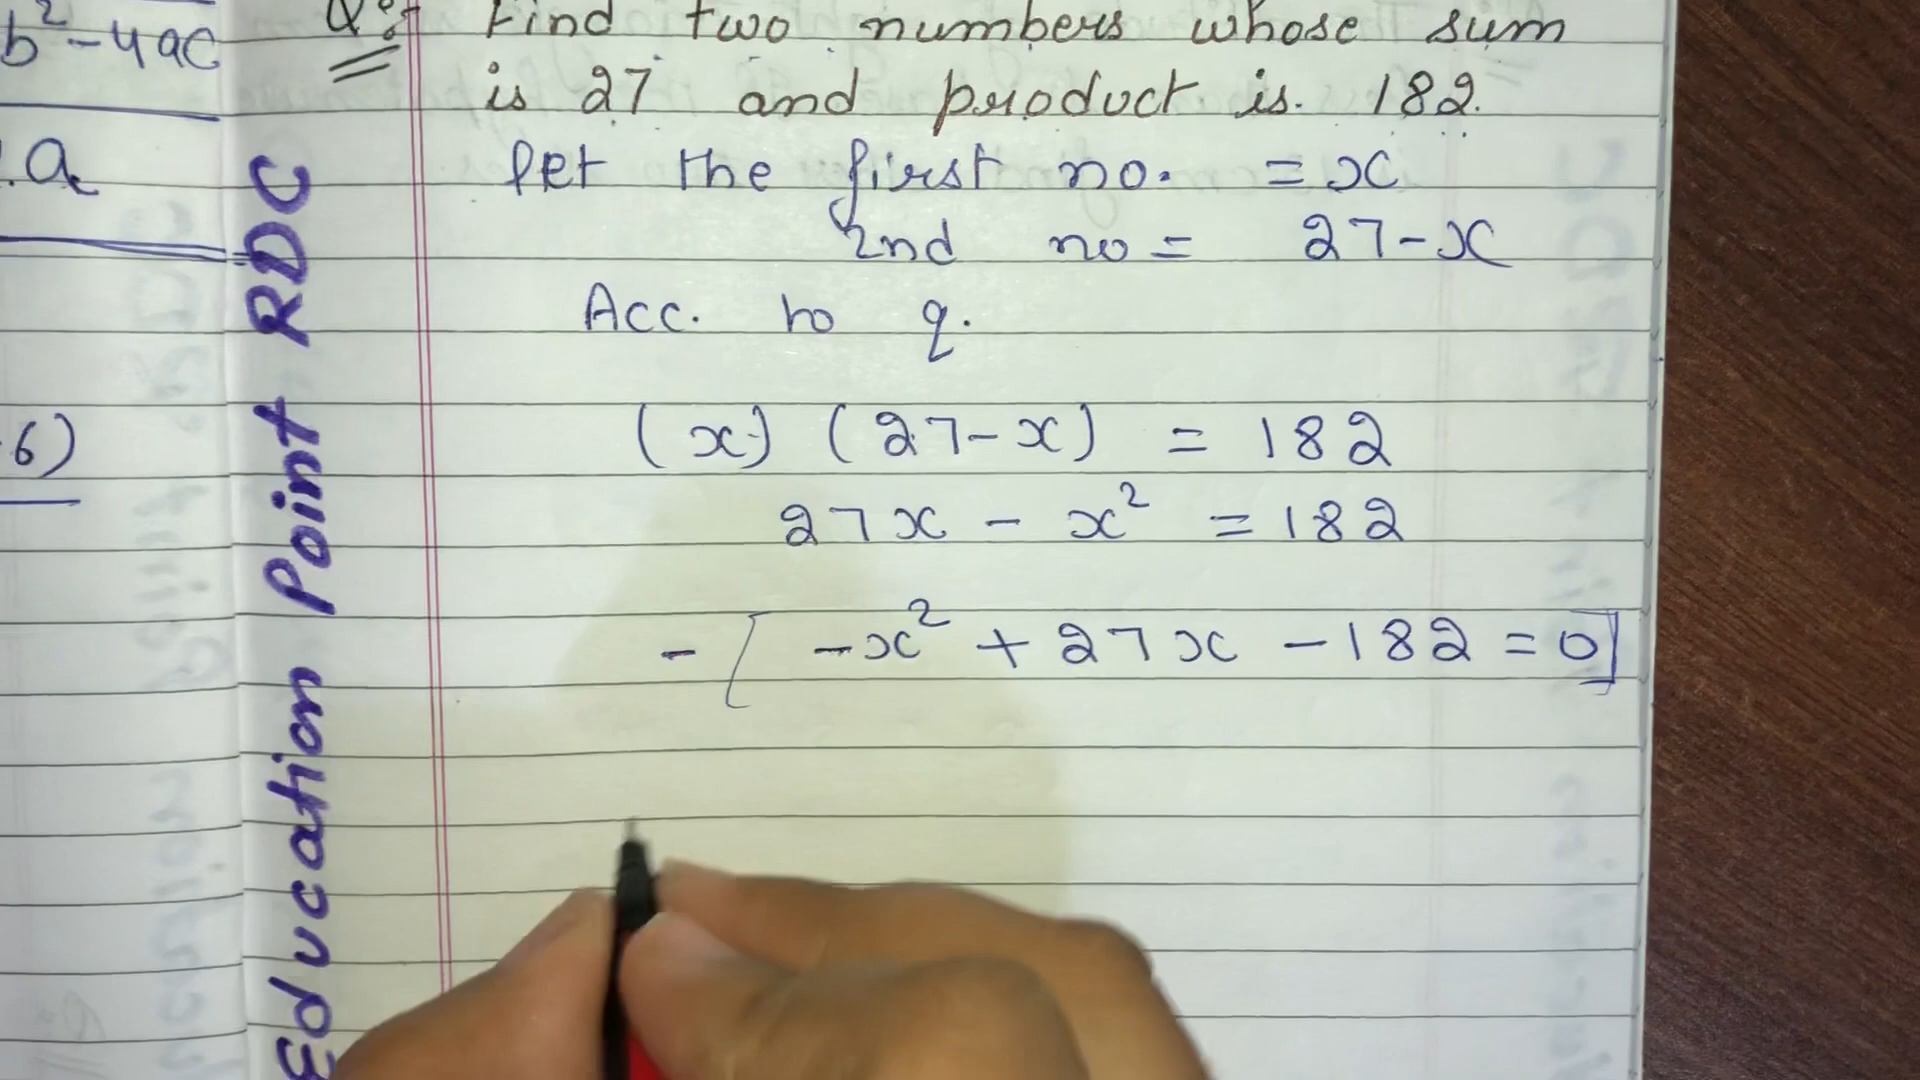 b²-4ac
.a
6)
Education Point RDC
Q:- Find two numbers whose sum
is 27 and product is. 182.
let the first no. = x
2nd no = 27-x
Acc. to q.
(x) (27-x) = 182
27x - x² = 182
- [ -x² + 27x - 182 = 0]